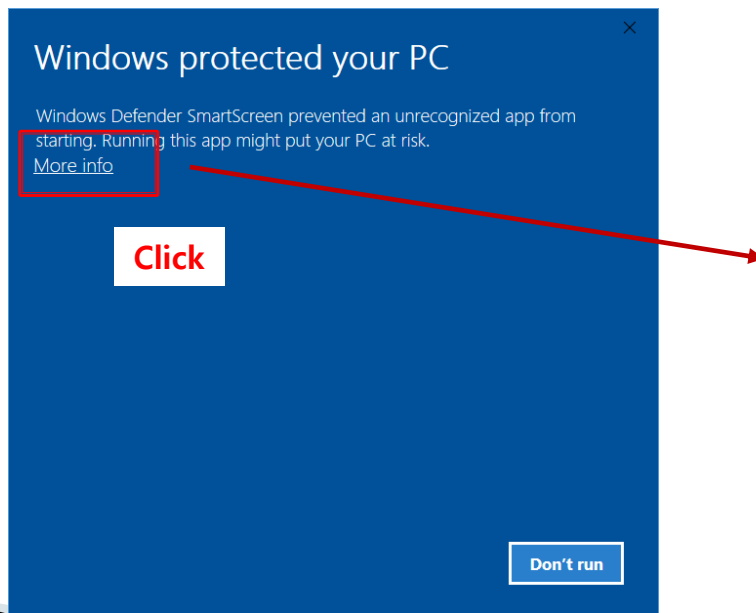 Windows protected your PC
Windows Defender SmartScreen prevented an unrecognized app from
starting. Running this app might put your PC at risk.
More info
Click
Don't run